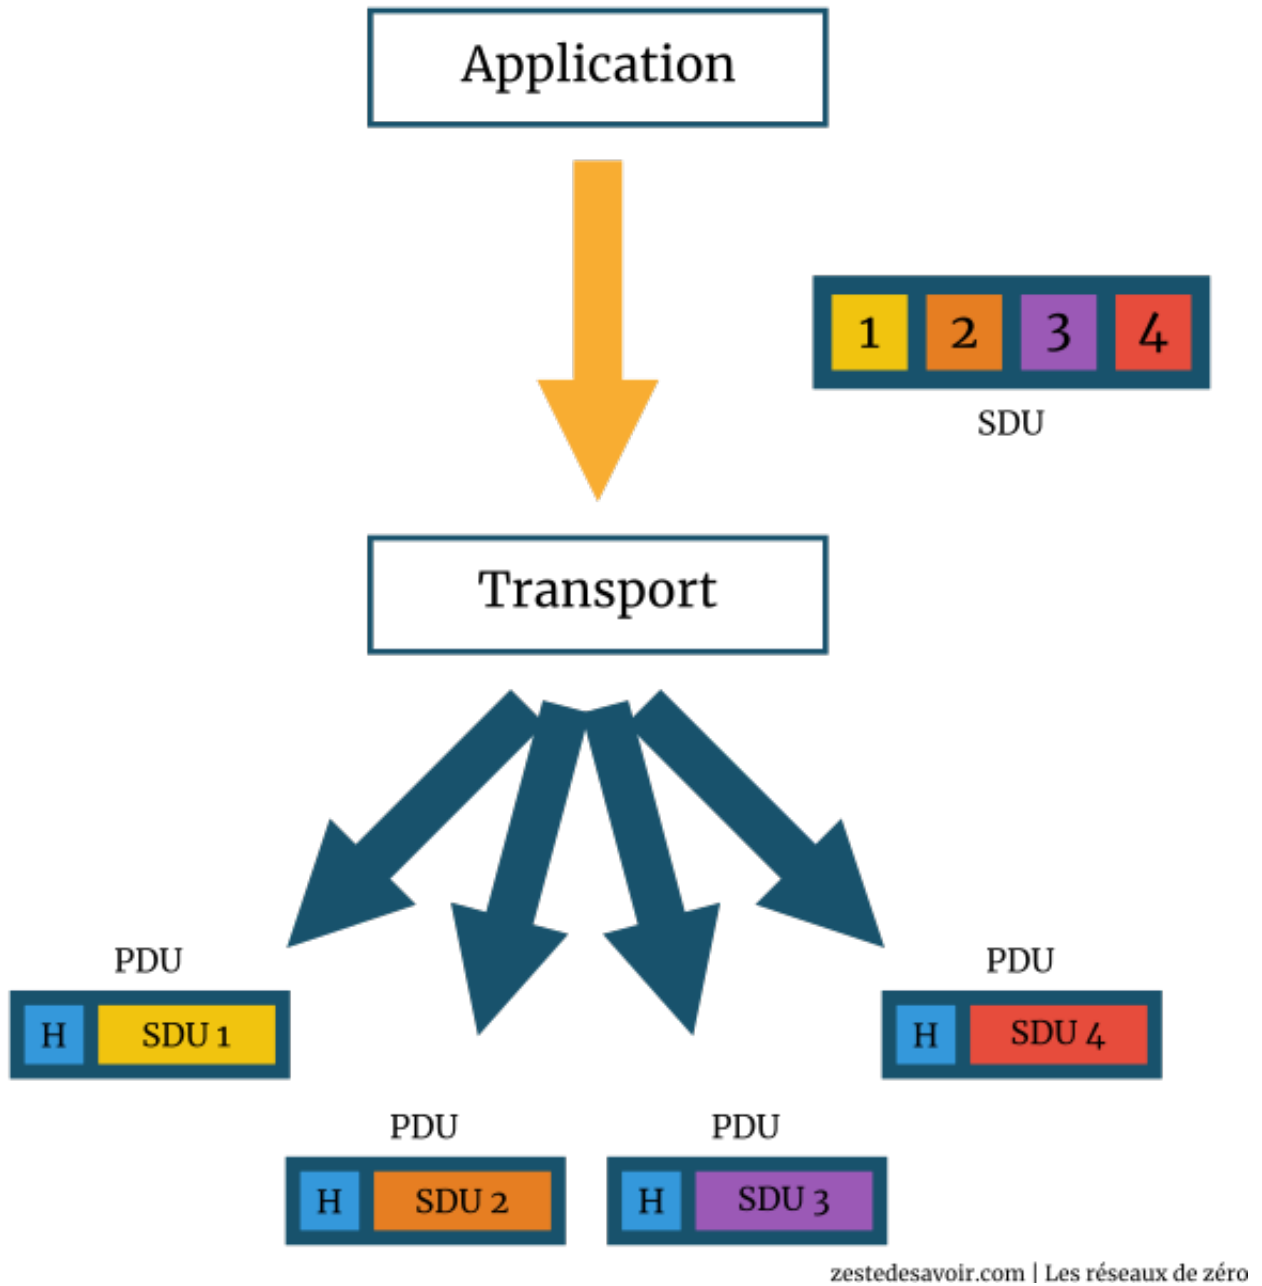 Application
1 2 3 4
SDU
Transport
PDU
H SDU 1
PDU
H SDU 4
PDU
H SDU 2
PDU
H SDU 3
zestedesavoir.com | Les réseaux de zéro